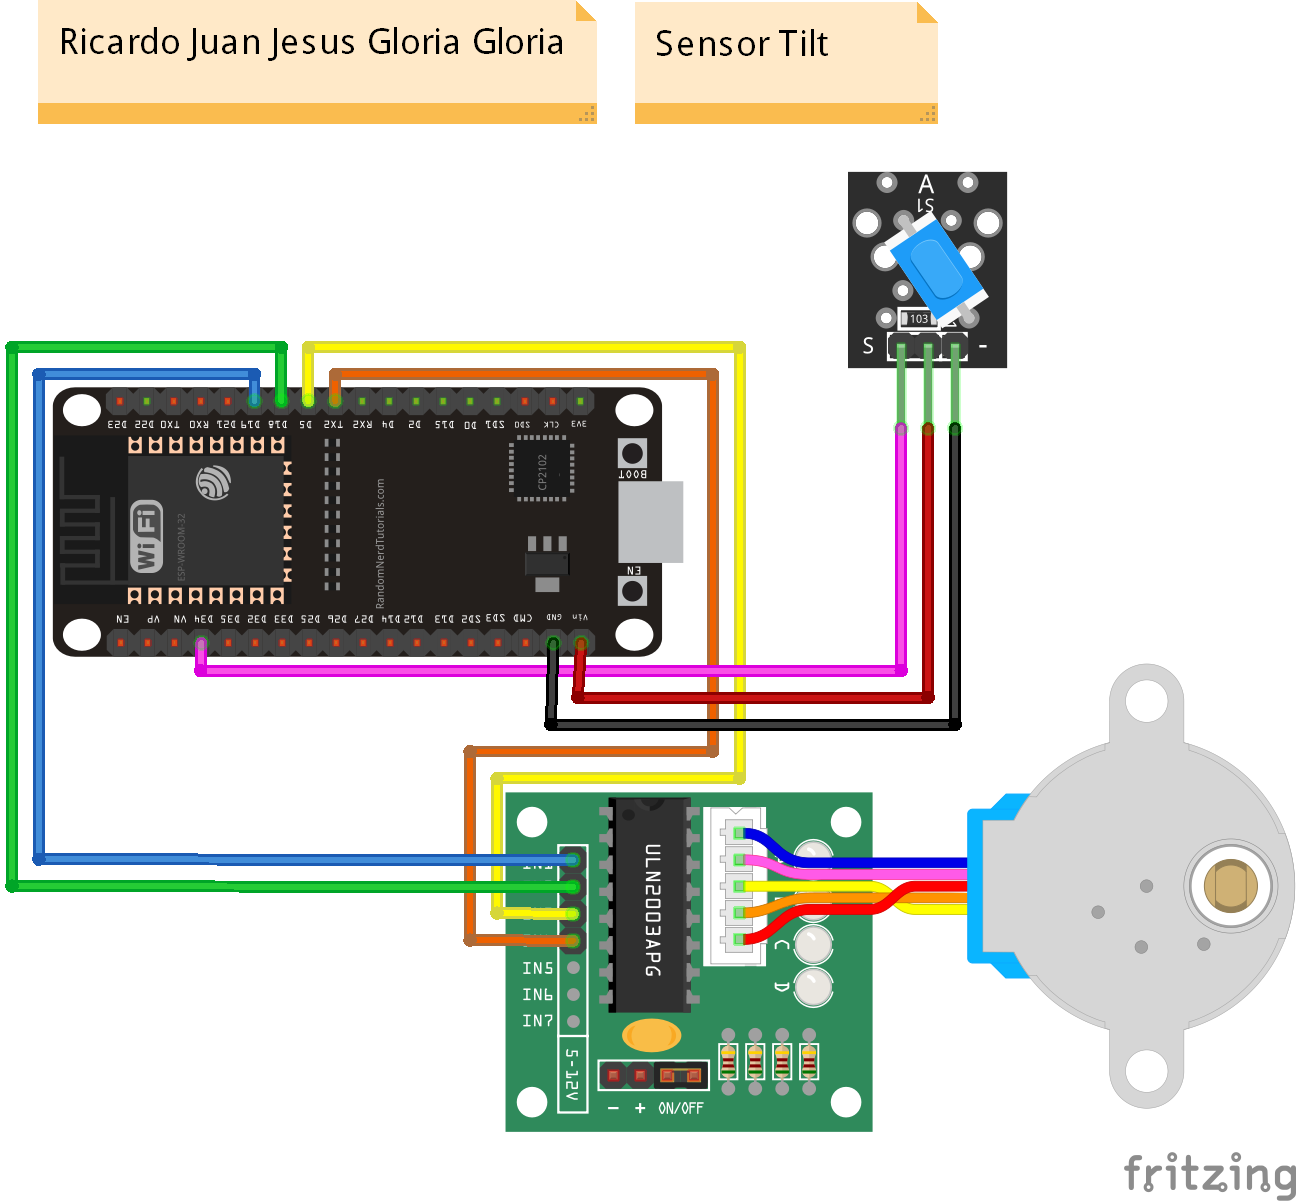 Ricardo Juan Jesus Gloria Gloria
Sensor Tilt
A
S1
103
S
-
D23 D22 TX0 RX0 D21 D19 D18 D5 TX2 RX2 D4 D2 D15 D0 SD1 SD0 CLK 3V3
BOOT
CP2102
WiFi
ESP-WROOM-32
RandomNerdTutorials.com
EN
EN VP VN D34 D35 D32 D33 D25 D26 D27 D14 D12 D13 SD2 SD3 CMD GND Vin
ULN2003APG
C
D
IN5
IN6
IN7
5-12V
- + ON/OFF
fritzing